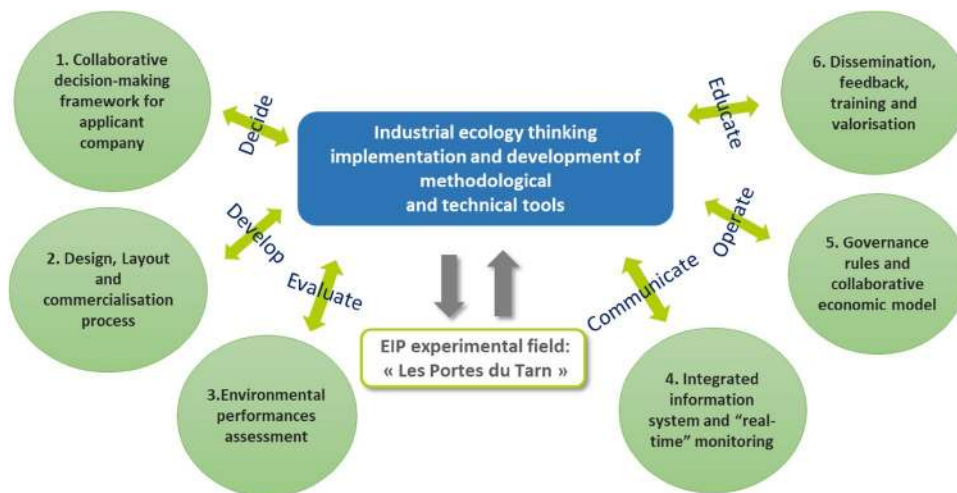 1. Collaborative
decision-making
framework for
applicant
company
Decide
Industrial ecology thinking
implementation and development of
methodological
and technical tools
Educate
6. Dissemination,
feedback,
training and
valorisation
2. Design, Layout
and
commercialisation
process
Develop
Evaluate
EIP experimental field:
« Les Portes du Tarn »
Communicate
Operate
5. Governance
rules and
collaborative
economic model
3.Environmental
performances
assessment
4. Integrated
information
system and “real-
time” monitoring